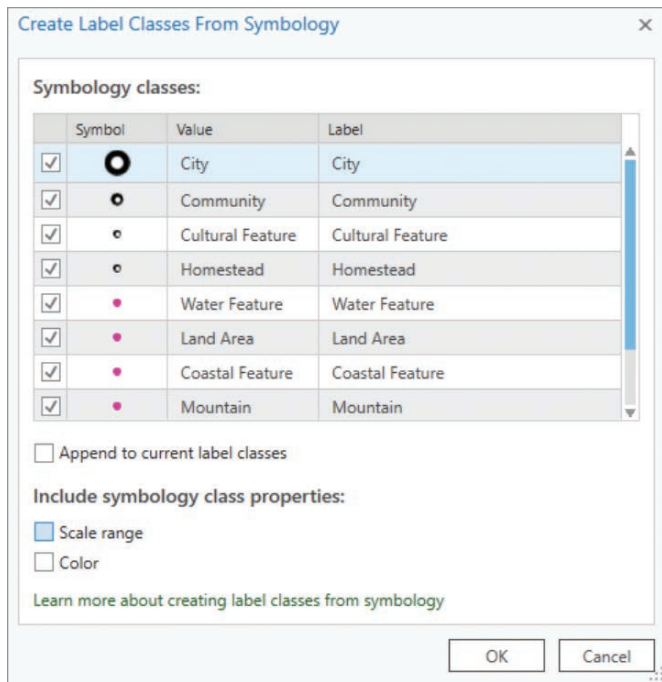 Create Label Classes From Symbology
Symbology classes:
Symbol Value Label
City City
Community Community
Cultural Feature Cultural Feature
Homestead Homestead
Water Feature Water Feature
Land Area Land Area
Coastal Feature Coastal Feature
Mountain Mountain
Append to current label classes
Include symbology class properties:
Scale range
Color
Learn more about creating label classes from symbology
OK Cancel